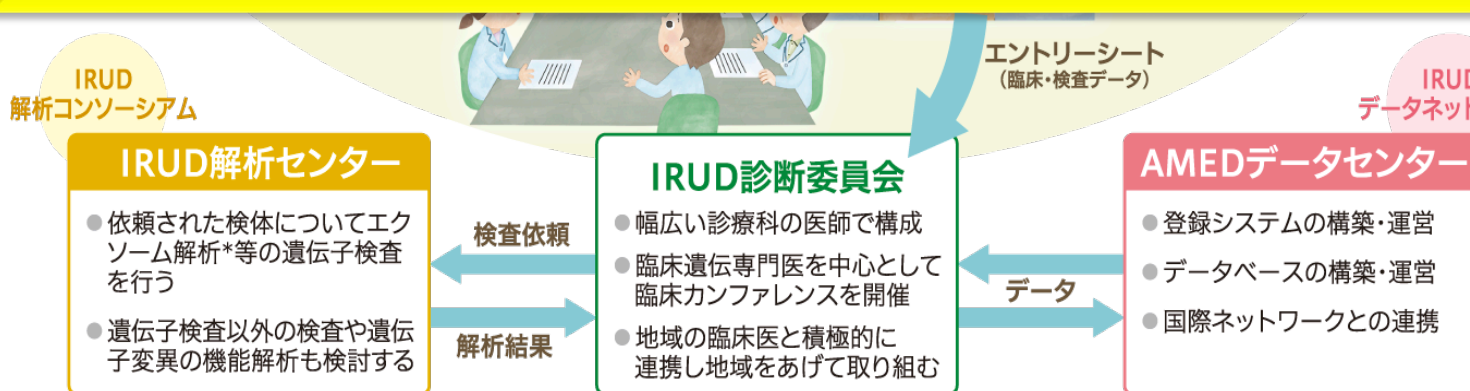 エントリーシート
（臨床・検査データ）
IRUD
解析コンソーシアム
IRUD
データネット
IRUD解析センター
●依頼された検体についてエク
ソーム解析*等の遺伝子検査
を行う
●遺伝子検査以外の検査や遺伝
子変異の機能解析も検討する
検査依頼
解析結果
IRUD診断委員会
●幅広い診療科の医師で構成
●臨床遺伝専門医を中心として
臨床カンファレンスを開催
●地域の臨床医と積極的に
連携し地域をあげて取り組む
データ
AMEDデータセンター
●登録システムの構築・運営
●データベースの構築・運営
●国際ネットワークとの連携